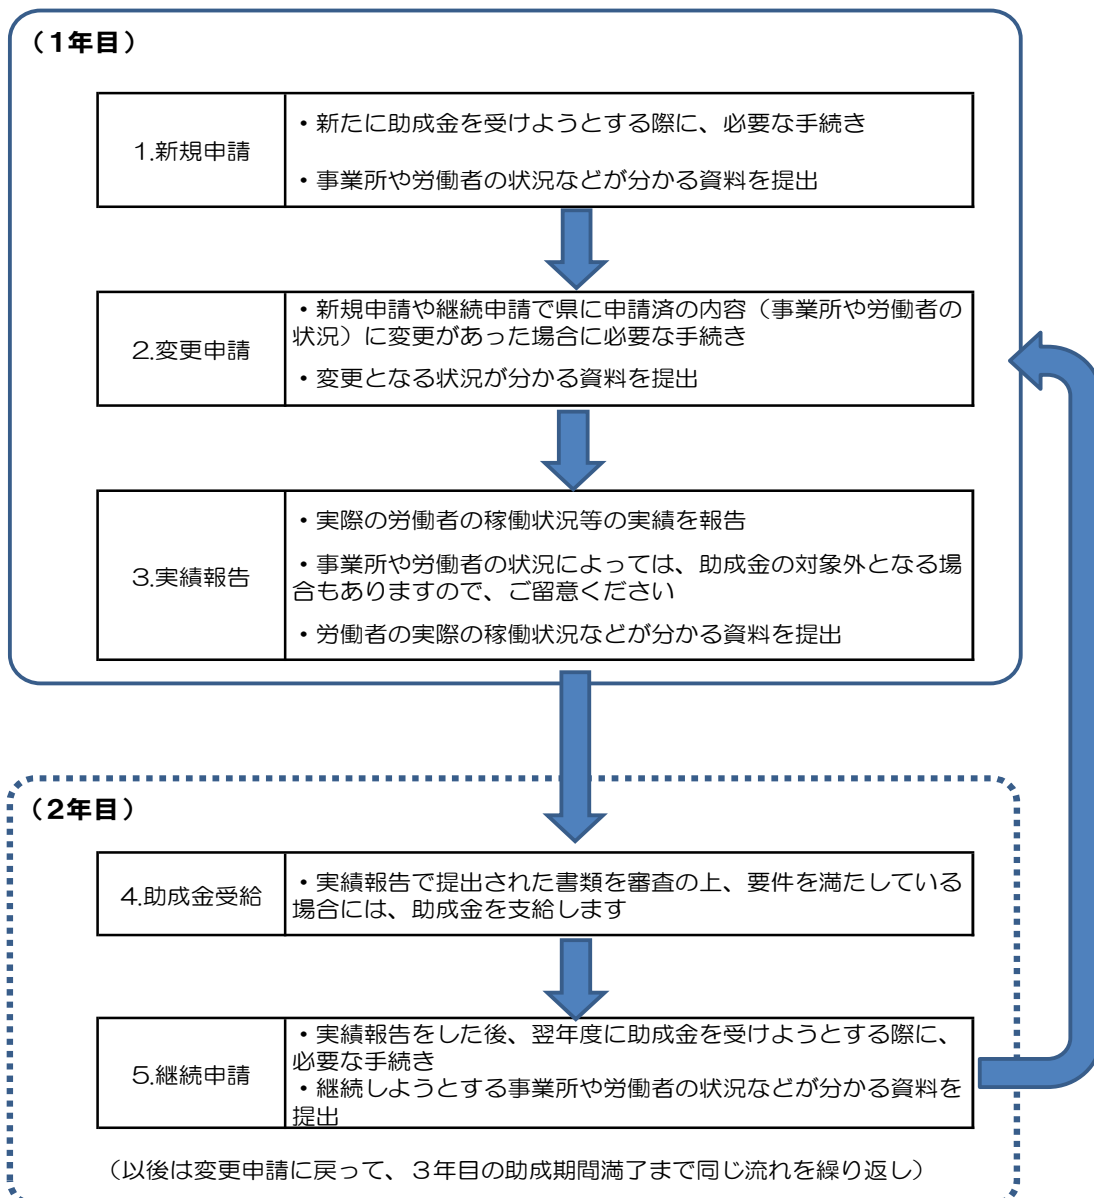 （1年目）
1.新規申請
・新たに助成金を受けようとする際に、必要な手続き
・事業所や労働者の状況などが分かる資料を提出
2.変更申請
・新規申請や継続申請で県に申請済の内容（事業所や労働者の
状況）に変更があった場合に必要な手続き
・変更となる状況が分かる資料を提出
3.実績報告
・実際の労働者の稼働状況等の実績を報告
・事業所や労働者の状況によっては、助成金の対象外となる場
合もありますので、ご留意ください
・労働者の実際の稼働状況などが分かる資料を提出
（2年目）
4.助成金受給
・実績報告で提出された書類を審査の上、要件を満たしている
場合には、助成金を支給します
5.継続申請
・実績報告をした後、翌年度に助成金を受けようとする際に、
必要な手続き
・継続しようとする事業所や労働者の状況などが分かる資料を
提出
（以後は変更申請に戻って、３年目の助成期間満了まで同じ流れを繰り返し）